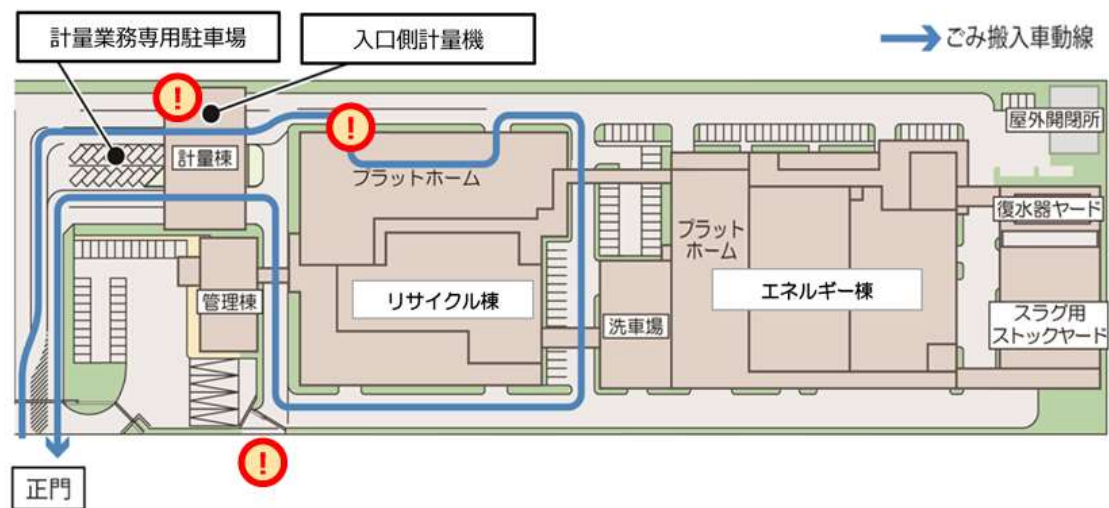 計量業務専用駐車場
入口側計量機
ごみ搬入車動線
!
!
屋外開閉所
計量棟
プラットホーム
復水器ヤード
プラット
ホーム
エネルギー棟
リサイクル棟
管理棟
洗車場
スラグ用
ストックヤード
!
正門